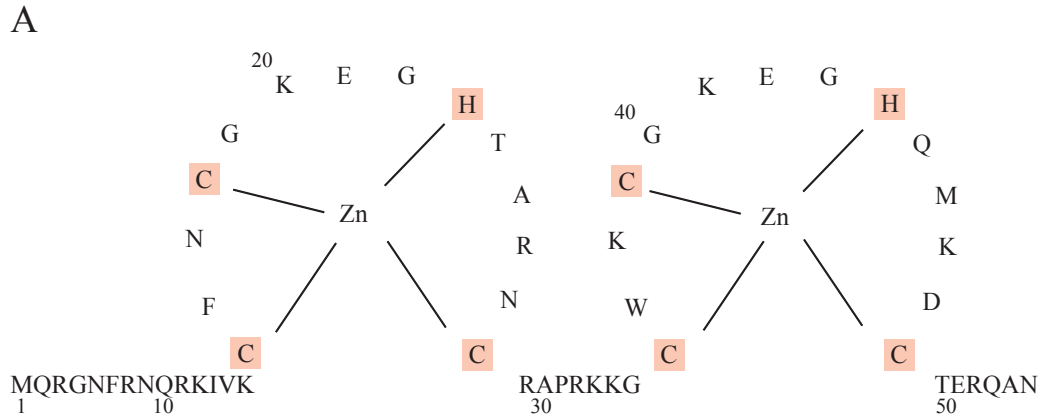 A
20
K E G
H
G
T
C
A
Zn
N
R
F
N
C
C
MQRGNFRNQRKIVK
1
10
K E G
H
40
G
Q
C
M
Zn
K
K
W
D
C
C
RAPRKKG
30
TERQAN
50